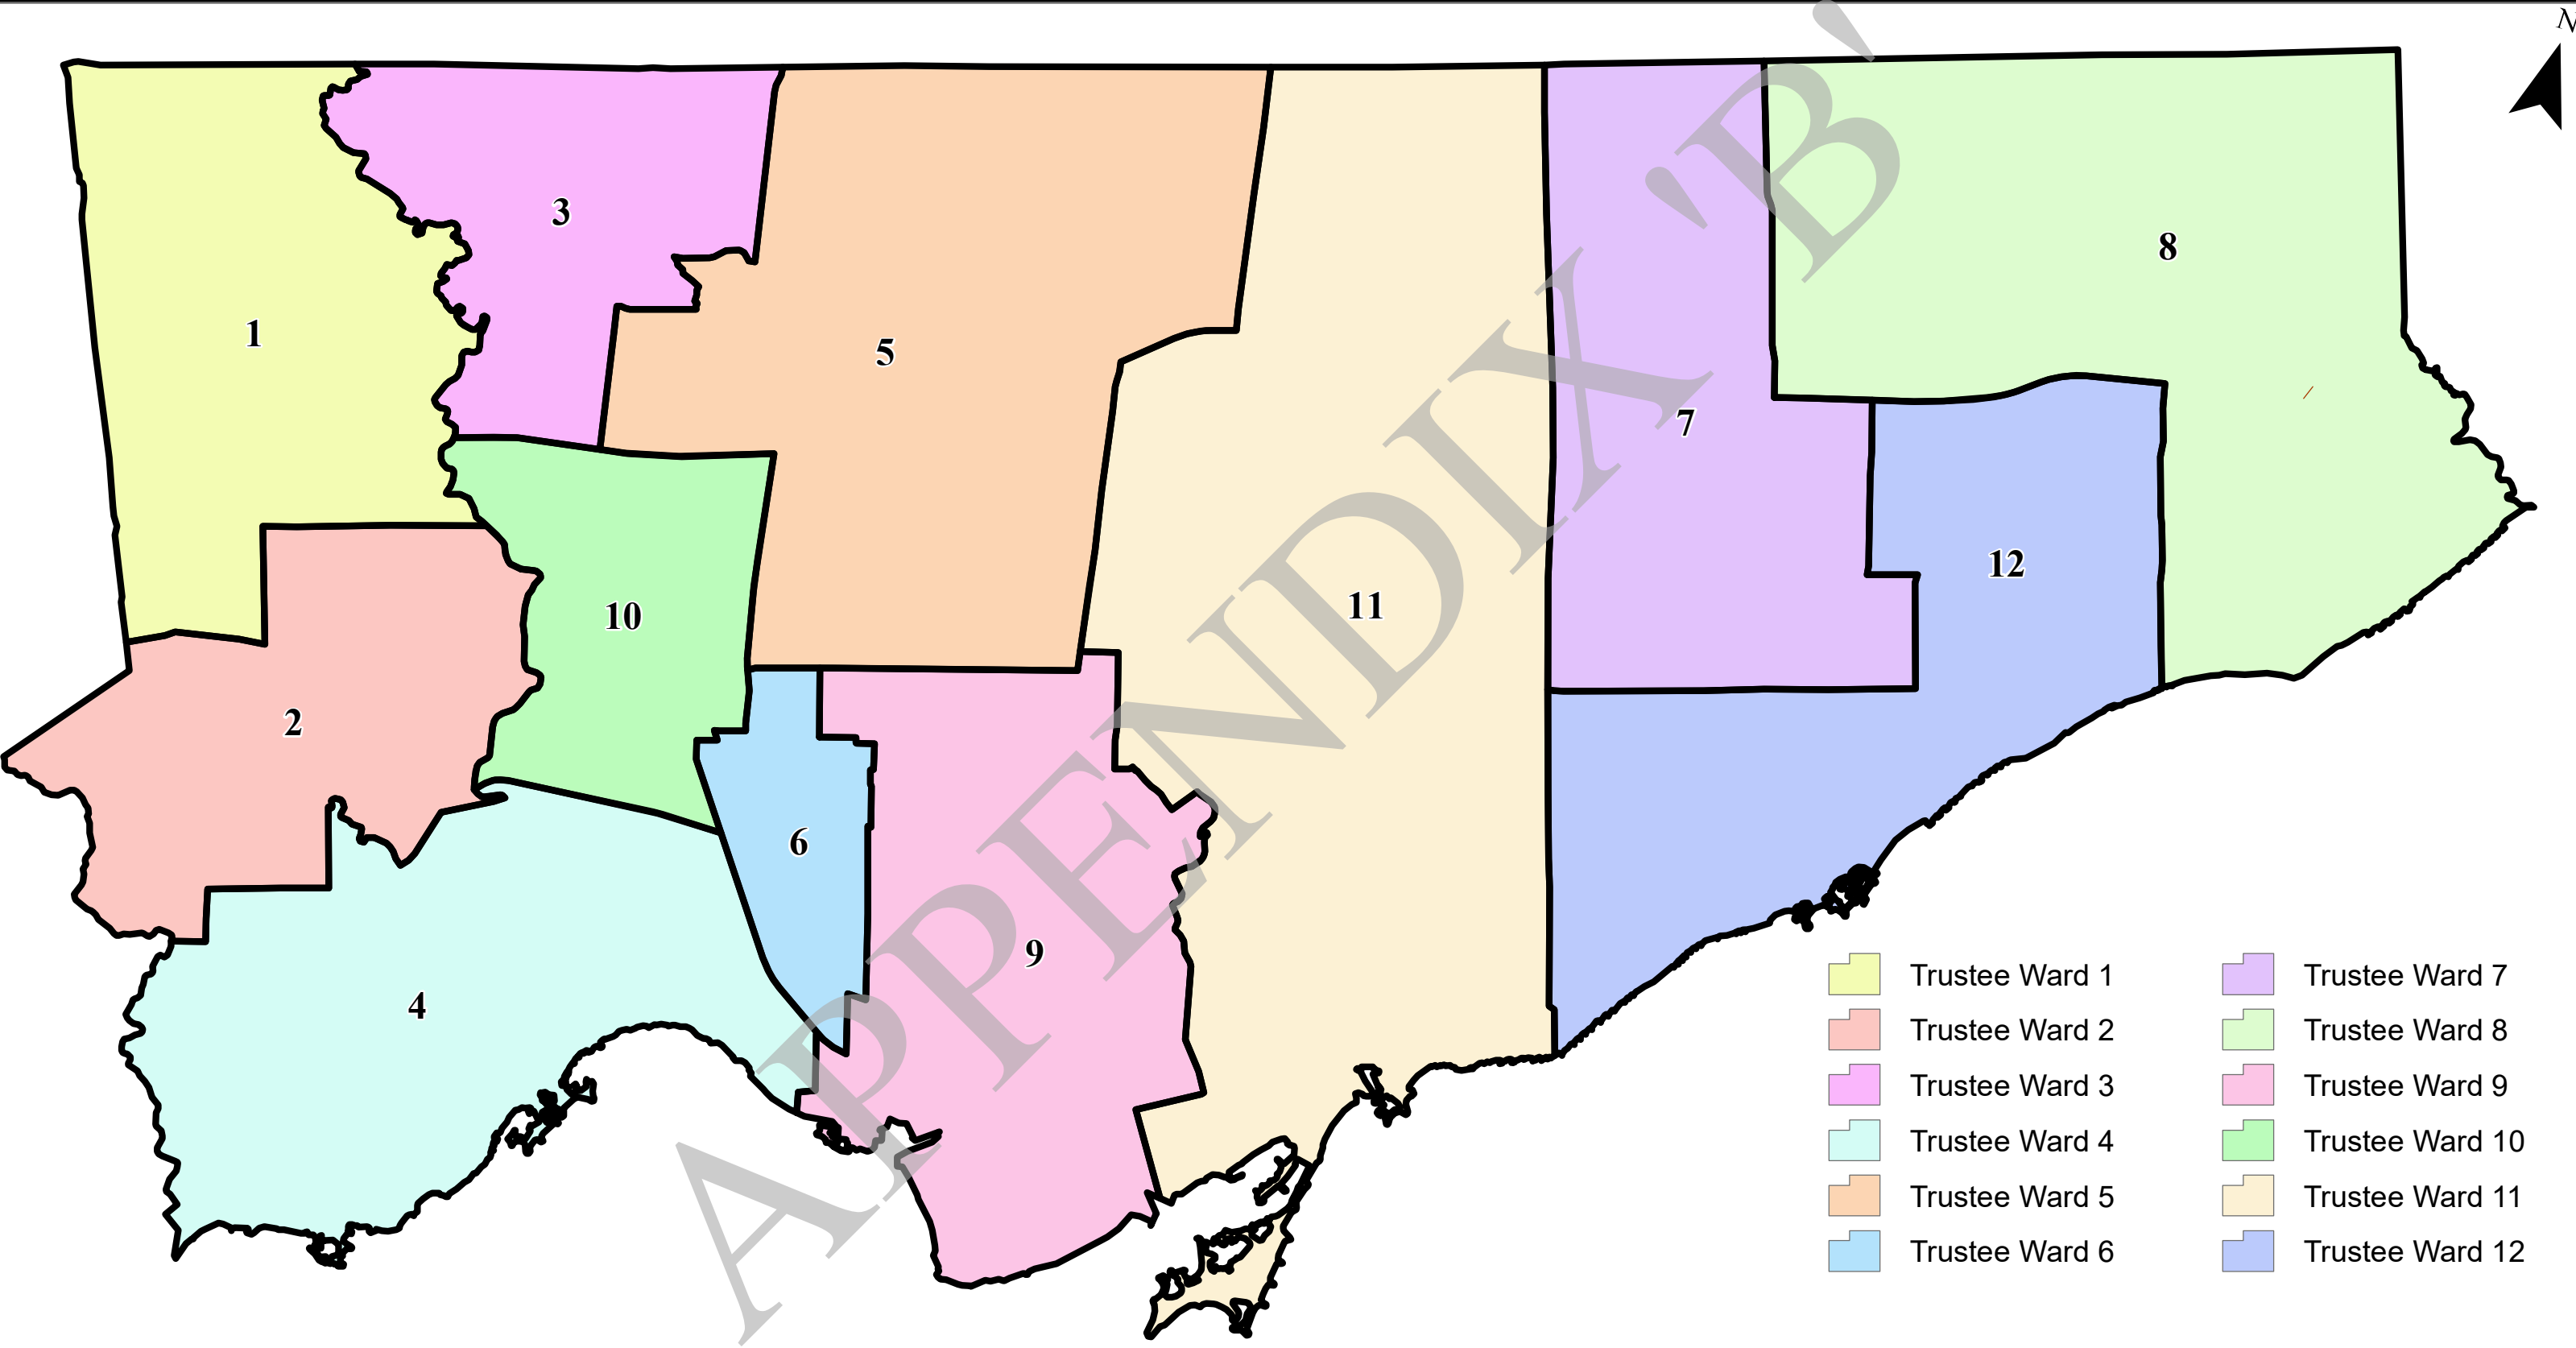 N
3
8
1
5
7
12
11
10
2
6
9
4
APPENDIX 'B'
Trustee Ward 1
Trustee Ward 2
Trustee Ward 3
Trustee Ward 4
Trustee Ward 5
Trustee Ward 6
Trustee Ward 7
Trustee Ward 8
Trustee Ward 9
Trustee Ward 10
Trustee Ward 11
Trustee Ward 12